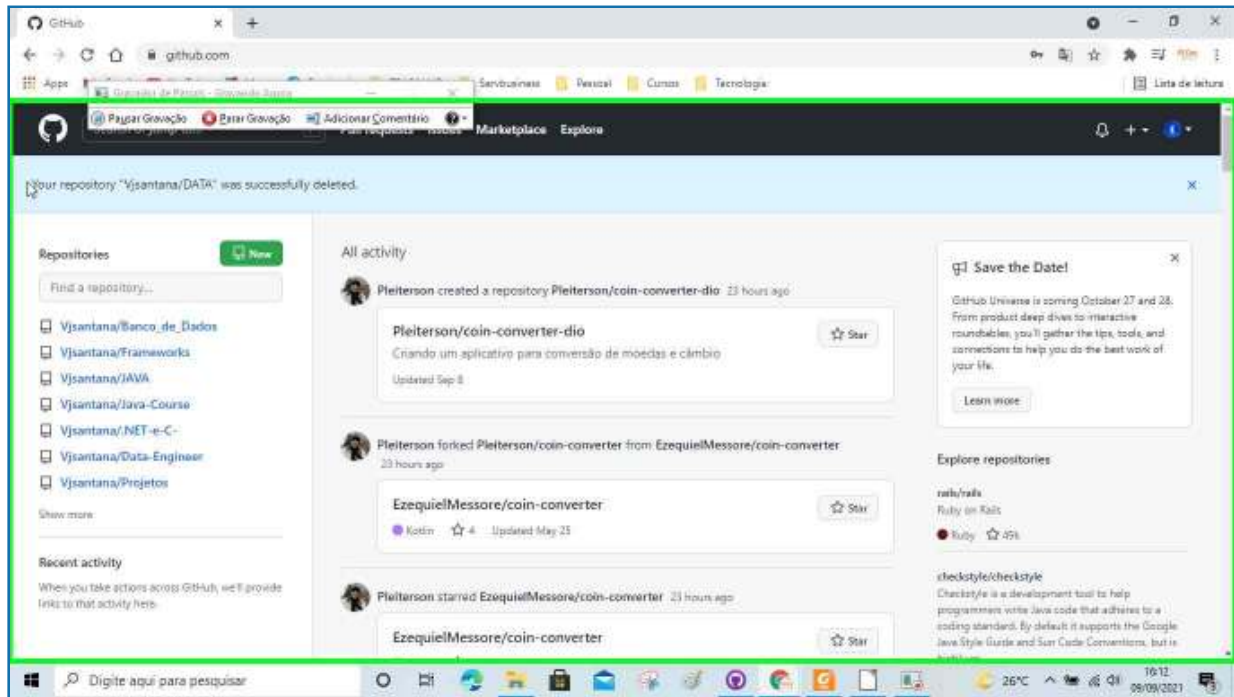 GitHub
github.com
Apps
Servbusiness
Pessoal
Cursos
Tecnologia
Lista de leitura
Gravador de Passos - Gravando Agora
Pausar Gravação
Parar Gravação
Adicionar Comentário
Pull requests
Issues
Marketplace
Explore
Your repository "Vjsantana/DATA" was successfully deleted.
Repositories
New
Find a repository...
Vjsantana/Banco_de_Dados
Vjsantana/Frameworks
Vjsantana/JAVA
Vjsantana/Java-Course
Vjsantana/.NET-e-C-
Vjsantana/Data-Engineer
Vjsantana/Projetos
Show more
Recent activity
When you take actions across GitHub, we'll provide
links to that activity here.
All activity
Pleiterson created a repository Pleiterson/coin-converter-dio 23 hours ago
Pleiterson/coin-converter-dio
Star
Criando um aplicativo para conversão de moedas e câmbio
Updated Sep 8
Pleiterson forked Pleiterson/coin-converter from EzequielMessore/coin-converter
23 hours ago
EzequielMessore/coin-converter
Star
Kotlin 4 Updated May 25
Pleiterson starred EzequielMessore/coin-converter 23 hours ago
EzequielMessore/coin-converter
Star
Save the Date!
GitHub Universe is coming October 27 and 28.
From product deep dives to interactive
roundtables, you'll gather the tips, tools, and
connections to help you do the best work of
your life.
Learn more
Explore repositories
rails/rails
Ruby on Rails
Ruby 49k
checkstyle/checkstyle
Checkstyle is a development tool to help
programmers write Java code that adheres to a
coding standard. By default it supports the Google
Java Style Guide and Sun Code Conventions, but is
Digite aqui para pesquisar
26°C
16:12
09/09/2021